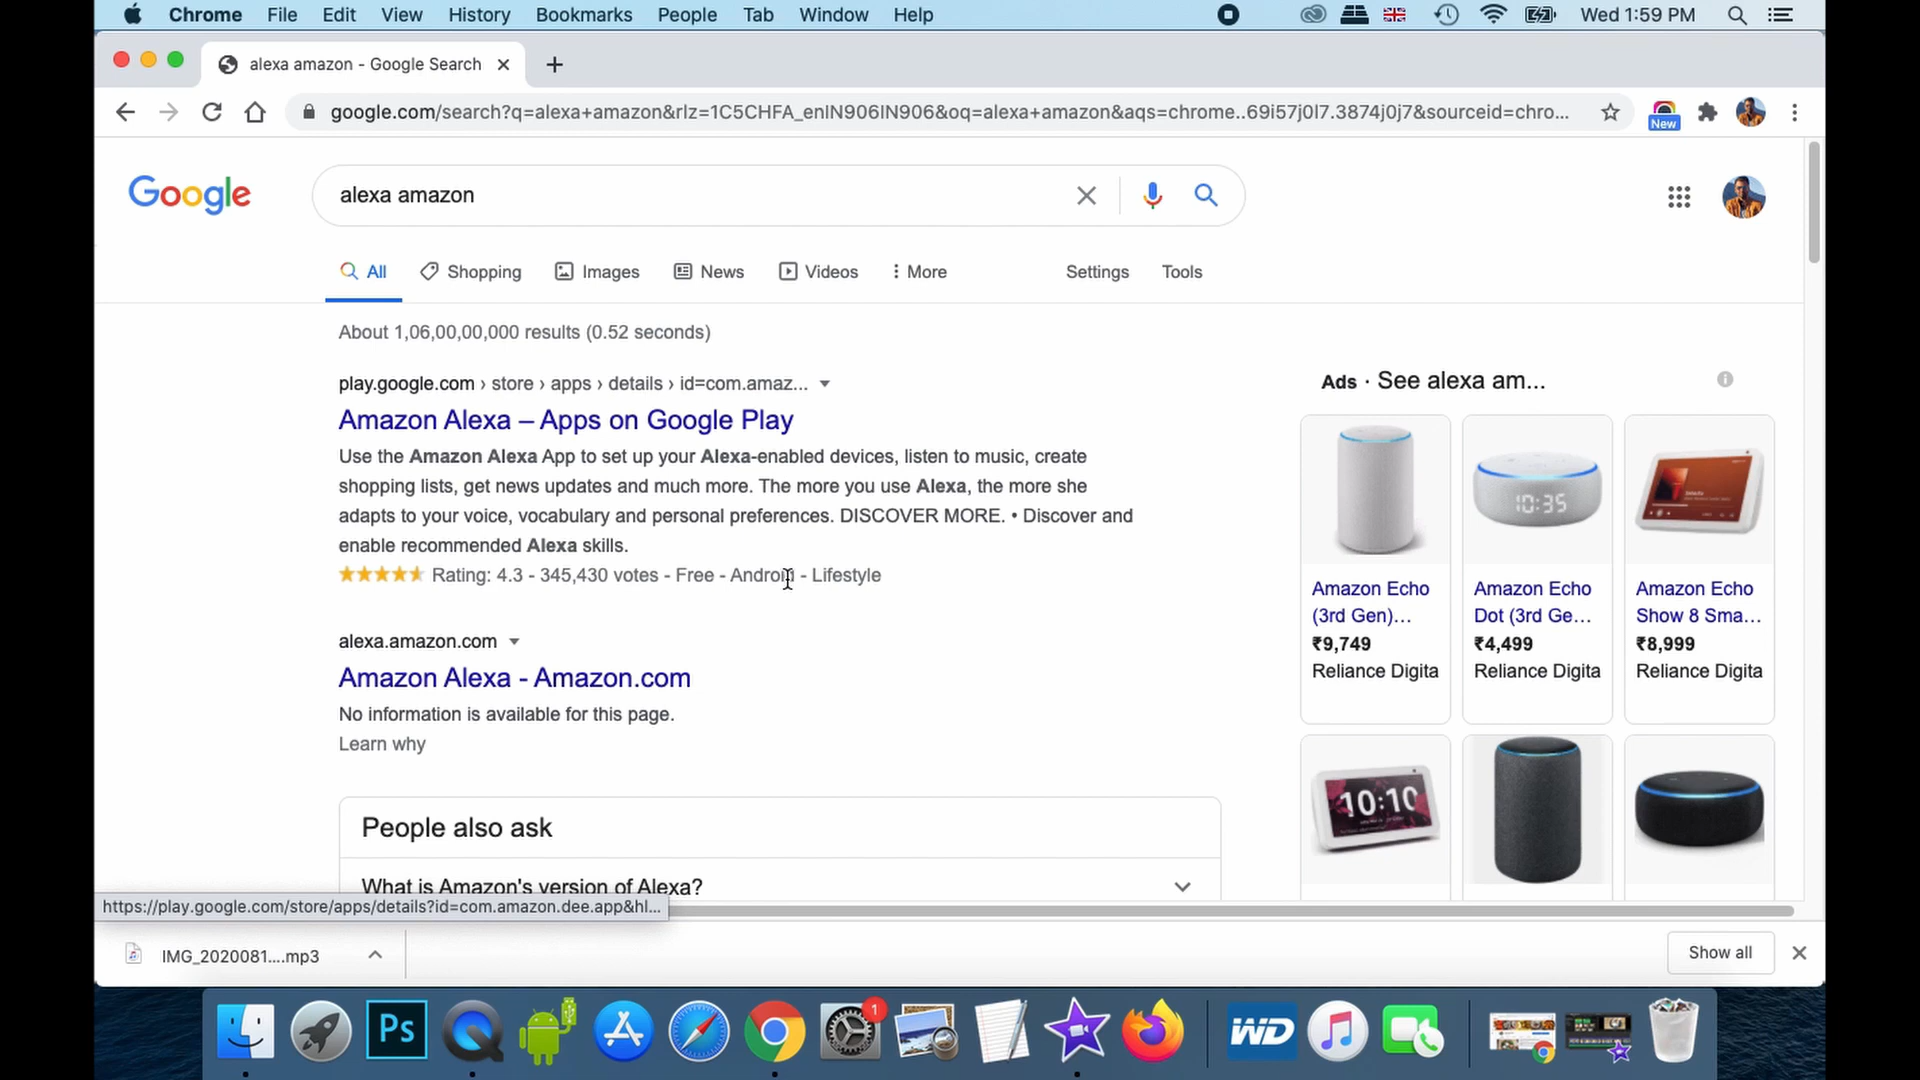 Chrome File Edit View History Bookmarks People Tab Window Help Wed 1:59 PM
alexa amazon - Google Search
google.com/search?q=alexa+amazon&rlz=1C5CHFA_enIN906IN906&oq=alexa+amazon&aqs=chrome..69i57j0l7.3874j0j7&sourceid=chro...
New
Google
alexa amazon
All Shopping Images News Videos More Settings Tools
About 1,06,00,00,000 results (0.52 seconds)
play.google.com › store › apps › details › id=com.amaz...
Amazon Alexa – Apps on Google Play
Use the Amazon Alexa App to set up your Alexa-enabled devices, listen to music, create
shopping lists, get news updates and much more. The more you use Alexa, the more she
adapts to your voice, vocabulary and personal preferences. DISCOVER MORE. • Discover and
enable recommended Alexa skills.
Rating: 4.3 - 345,430 votes - Free - Android - Lifestyle
alexa.amazon.com
Amazon Alexa - Amazon.com
No information is available for this page.
Learn why
People also ask
What is Amazon's version of Alexa?
Ads · See alexa am...
10:35
Amazon Echo
(3rd Gen)...
₹9,749
Reliance Digita
Amazon Echo
Dot (3rd Ge...
₹4,499
Reliance Digita
Amazon Echo
Show 8 Sma...
₹8,999
Reliance Digita
10:10
https://play.google.com/store/apps/details?id=com.amazon.dee.app&hl...
IMG_2020081....mp3
Show all
Ps
1
WD